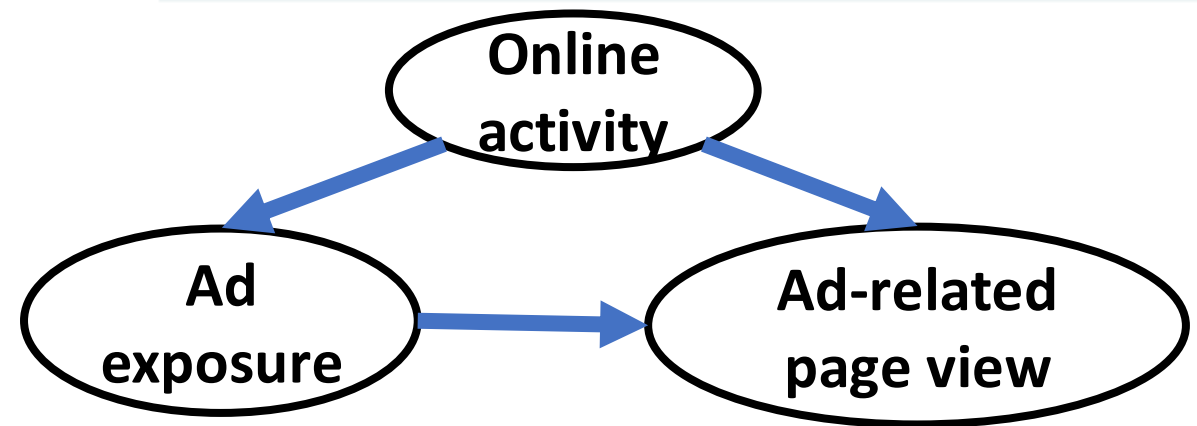 Online
activity
Ad
exposure
Ad-related
page view